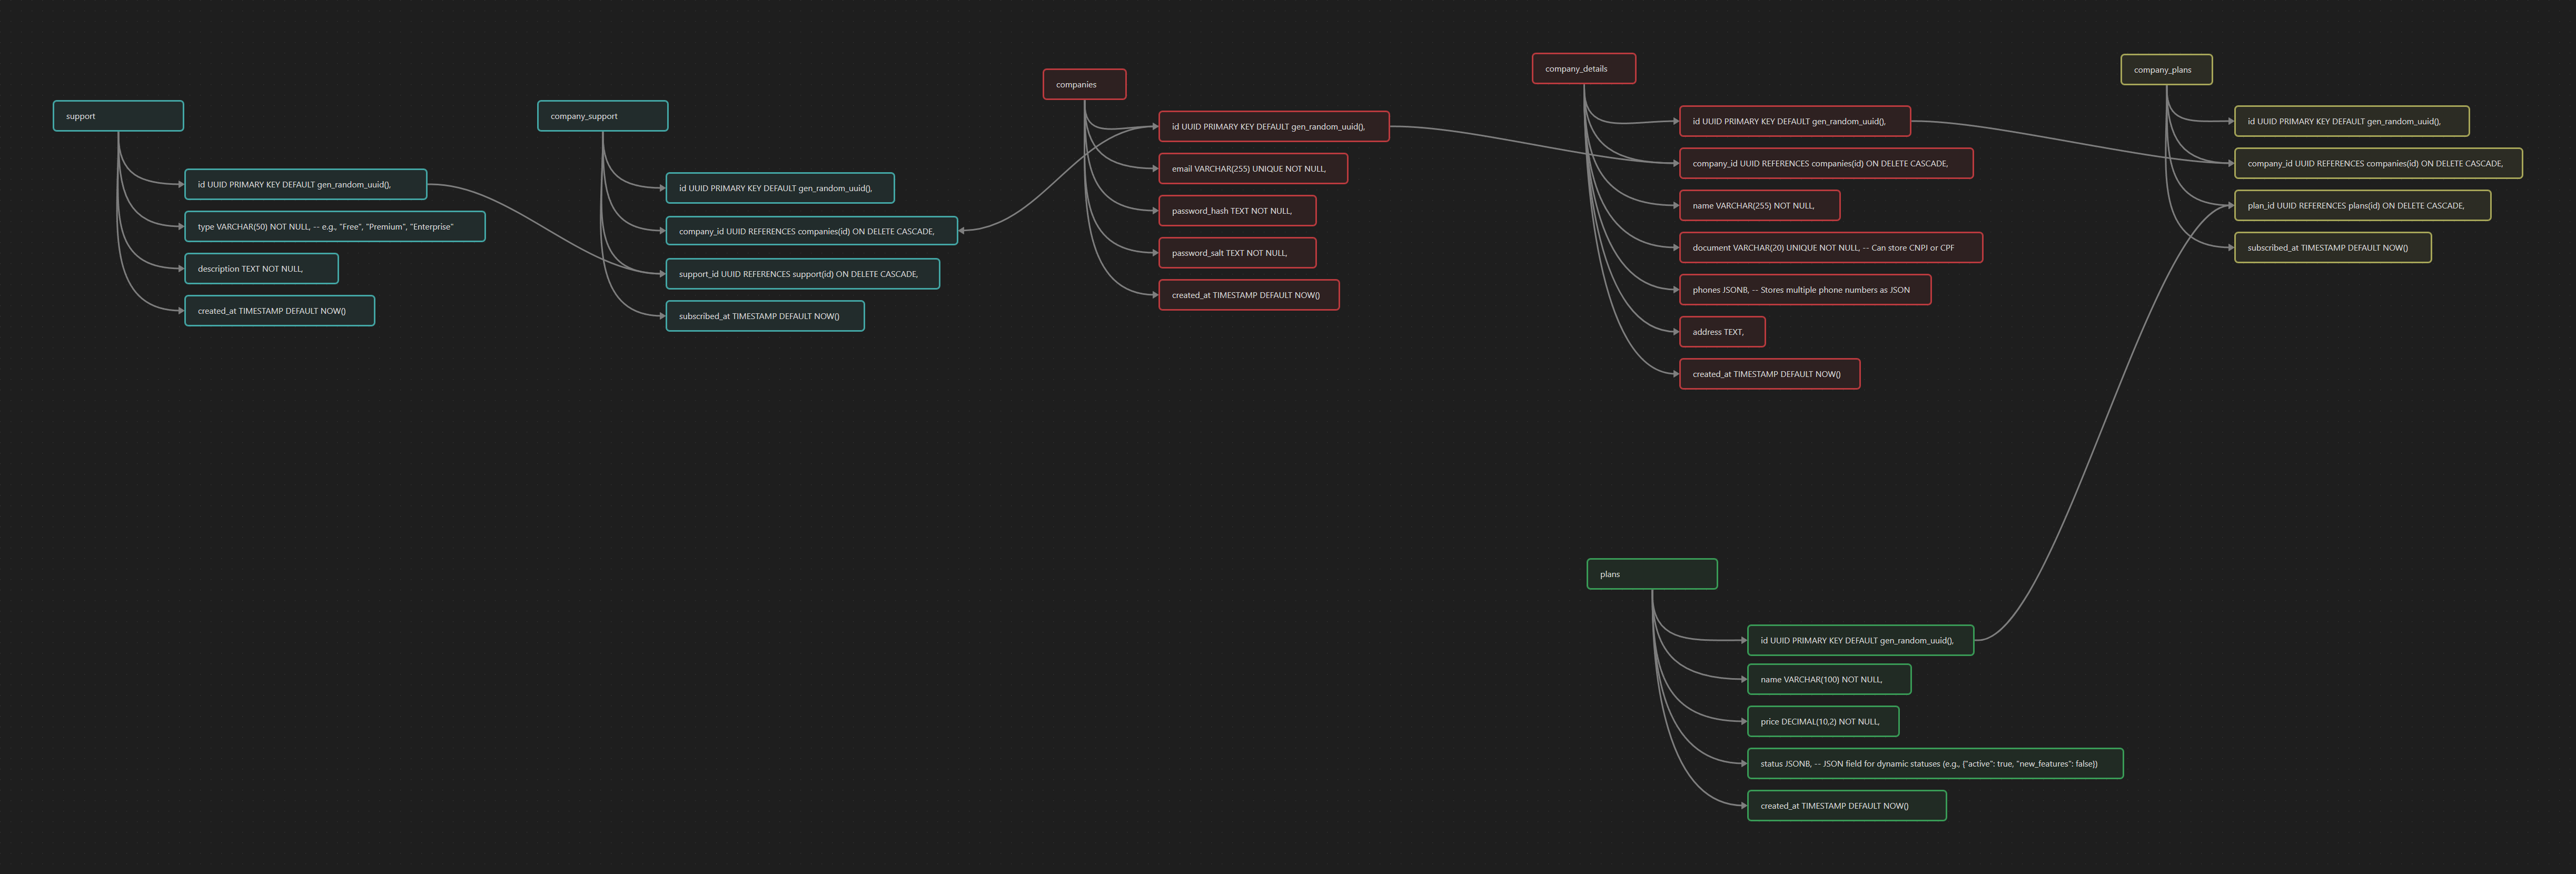 support
id UUID PRIMARY KEY DEFAULT gen_random_uuid(),
type VARCHAR(50) NOT NULL, -- e.g., "Free", "Premium", "Enterprise"
description TEXT NOT NULL,
created_at TIMESTAMP DEFAULT NOW()
company_support
id UUID PRIMARY KEY DEFAULT gen_random_uuid(),
company_id UUID REFERENCES companies(id) ON DELETE CASCADE,
support_id UUID REFERENCES support(id) ON DELETE CASCADE,
subscribed_at TIMESTAMP DEFAULT NOW()
companies
id UUID PRIMARY KEY DEFAULT gen_random_uuid(),
email VARCHAR(255) UNIQUE NOT NULL,
password_hash TEXT NOT NULL,
password_salt TEXT NOT NULL,
created_at TIMESTAMP DEFAULT NOW()
company_details
id UUID PRIMARY KEY DEFAULT gen_random_uuid(),
company_id UUID REFERENCES companies(id) ON DELETE CASCADE,
name VARCHAR(255) NOT NULL,
document VARCHAR(20) UNIQUE NOT NULL, -- Can store CNPJ or CPF
phones JSONB, -- Stores multiple phone numbers as JSON
address TEXT,
created_at TIMESTAMP DEFAULT NOW()
company_plans
id UUID PRIMARY KEY DEFAULT gen_random_uuid(),
company_id UUID REFERENCES companies(id) ON DELETE CASCADE,
plan_id UUID REFERENCES plans(id) ON DELETE CASCADE,
subscribed_at TIMESTAMP DEFAULT NOW()
plans
id UUID PRIMARY KEY DEFAULT gen_random_uuid(),
name VARCHAR(100) NOT NULL,
price DECIMAL(10,2) NOT NULL,
status JSONB, -- JSON field for dynamic statuses (e.g., {"active": true, "new_features": false})
created_at TIMESTAMP DEFAULT NOW()